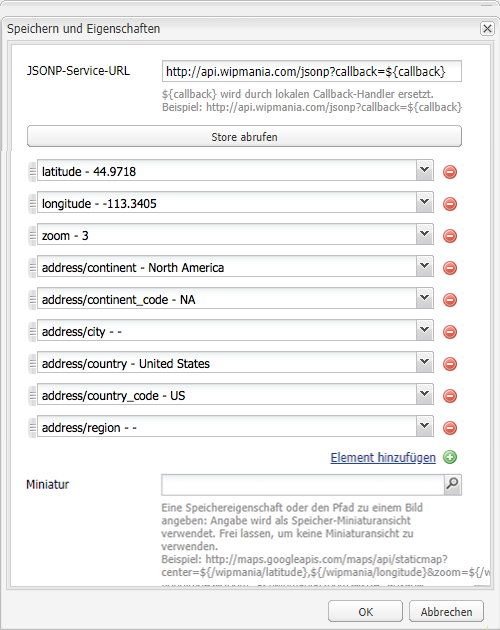 Speichern und Eigenschaften
JSONP-Service-URL
http://api.wipmania.com/jsonp?callback=${callback}
${callback} wird durch lokalen Callback-Handler ersetzt.
Beispiel: http://api.wipmania.com/jsonp?callback=${callback}
Store abrufen
latitude - 44.9718
longitude - -113.3405
zoom - 3
address/continent - North America
address/continent_code - NA
address/city - -
address/country - United States
address/country_code - US
address/region - -
Element hinzufügen
Miniatur
Eine Speichereigenschaft oder den Pfad zu einem Bild
angeben: Angabe wird als Speicher-Miniaturansicht
verwendet. Frei lassen, um keine Miniaturansicht zu
verwenden.
Beispiel: http://maps.googleapis.com/maps/api/staticmap?
center=${/wipmania/latitude},${/wipmania/longitude}&zoom=${/w
OK
Abbrechen